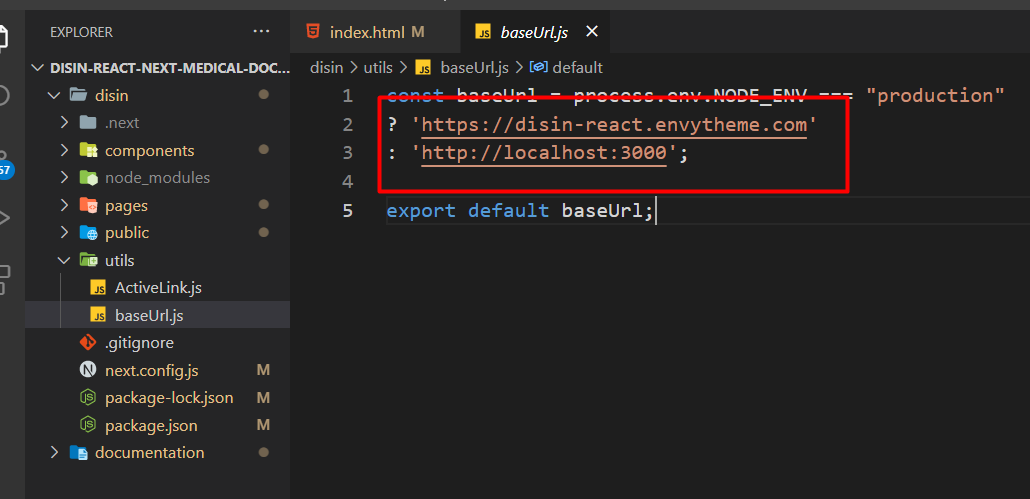 EXPLORER
...
index.html M
baseUrl.js
DISIN-REACT-NEXT-MEDICAL-DOC...
disin > utils > JS baseUrl.js > default
disin
.next
components
node_modules
pages
public
utils
JS ActiveLink.js
JS baseUrl.js
.gitignore
N next.config.js M
package-lock.json M
package.json M
documentation
57
JS
1 const baseUrl = process.env.NODE_ENV === "production"
2 ? 'https://disin-react.envytheme.com'
3 : 'http://localhost:3000';
4
5 export default baseUrl;